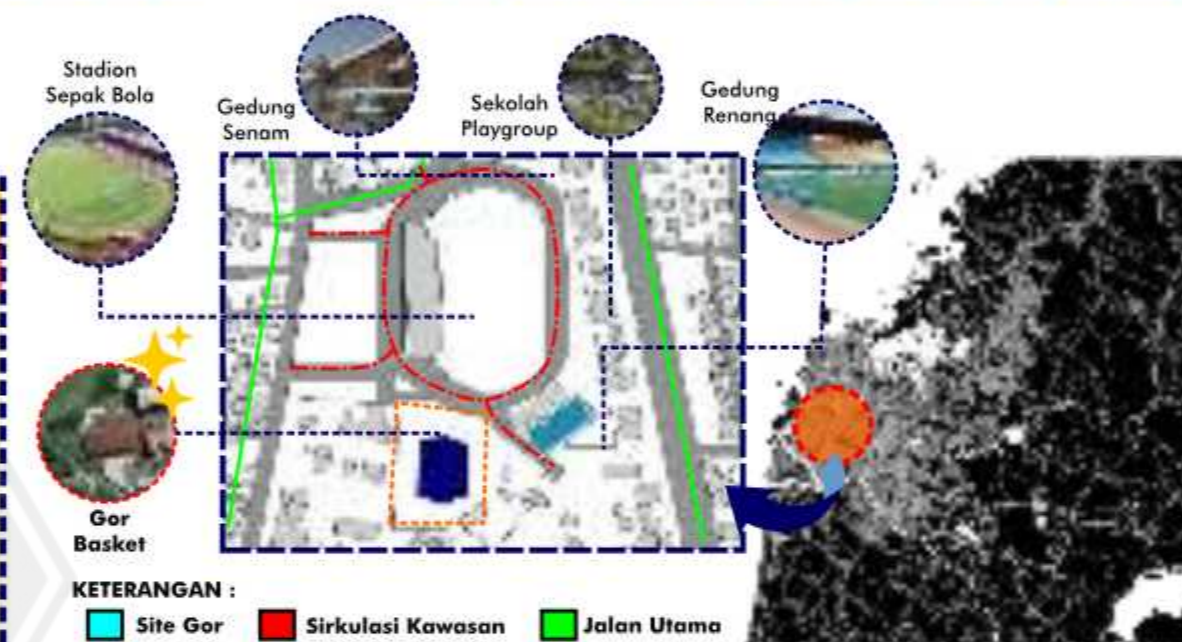 Stadion
Sepak Bola
Gedung
Senam
Sekolah
Playgroup
Gedung
Renang
Gor
Basket
KETERANGAN :
Site Gor
Sirkulasi Kawasan
Jalan Utama